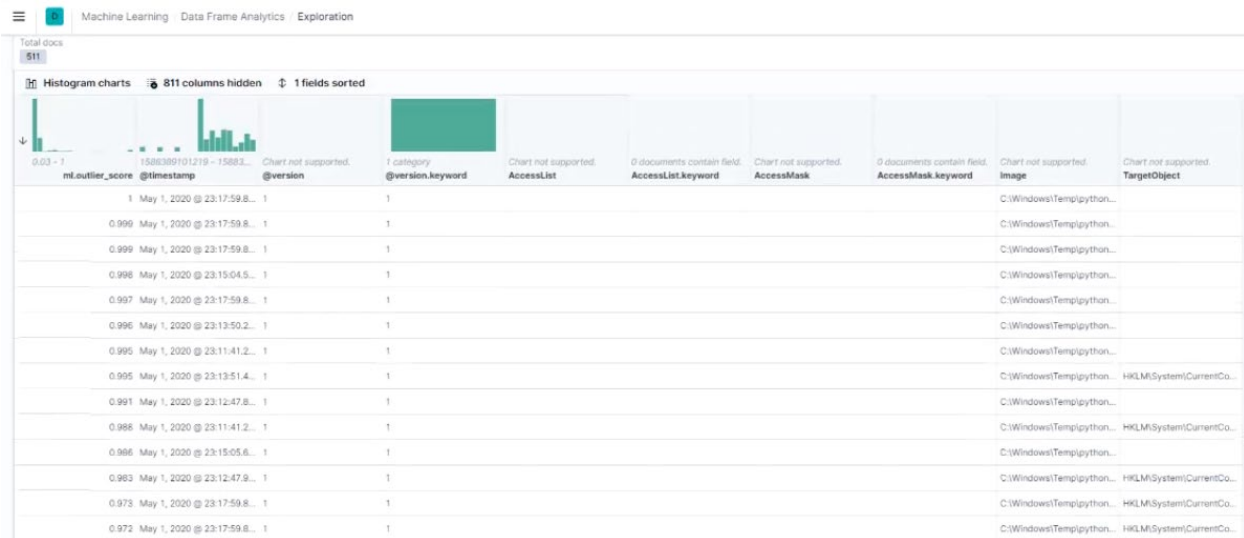 D Machine Learning Data Frame Analytics Exploration
Total docs
511
Histogram charts 811 columns hidden 1 fields sorted
0.03 - 1 1588389101219 - 15883... Chart not supported. 1 category Chart not supported. 0 documents contain field. Chart not supported. 0 documents contain field. Chart not supported. Chart not supported.
ml.outlier_score @timestamp @version @version.keyword AccessList AccessList.keyword AccessMask AccessMask.keyword Image TargetObject
1 May 1, 2020 @ 23:17:59.8... 1 1 C:\Windows\Temp\python...
0.999 May 1, 2020 @ 23:17:59.8... 1 1 C:\Windows\Temp\python...
0.999 May 1, 2020 @ 23:17:59.8... 1 1 C:\Windows\Temp\python...
0.998 May 1, 2020 @ 23:15:04.5... 1 1 C:\Windows\Temp\python...
0.997 May 1, 2020 @ 23:17:59.8... 1 1 C:\Windows\Temp\python...
0.996 May 1, 2020 @ 23:13:50.2... 1 1 C:\Windows\Temp\python...
0.995 May 1, 2020 @ 23:11:41.2... 1 1 C:\Windows\Temp\python...
0.995 May 1, 2020 @ 23:13:51.4... 1 1 C:\Windows\Temp\python... HKLM\System\CurrentCo...
0.991 May 1, 2020 @ 23:12:47.8... 1 1 C:\Windows\Temp\python...
0.988 May 1, 2020 @ 23:11:41.2... 1 1 C:\Windows\Temp\python... HKLM\System\CurrentCo...
0.986 May 1, 2020 @ 23:15:05.6... 1 1 C:\Windows\Temp\python...
0.983 May 1, 2020 @ 23:12:47.9... 1 1 C:\Windows\Temp\python... HKLM\System\CurrentCo...
0.973 May 1, 2020 @ 23:17:59.8... 1 1 C:\Windows\Temp\python... HKLM\System\CurrentCo...
0.972 May 1, 2020 @ 23:17:59.8... 1 1 C:\Windows\Temp\python... HKLM\System\CurrentCo...